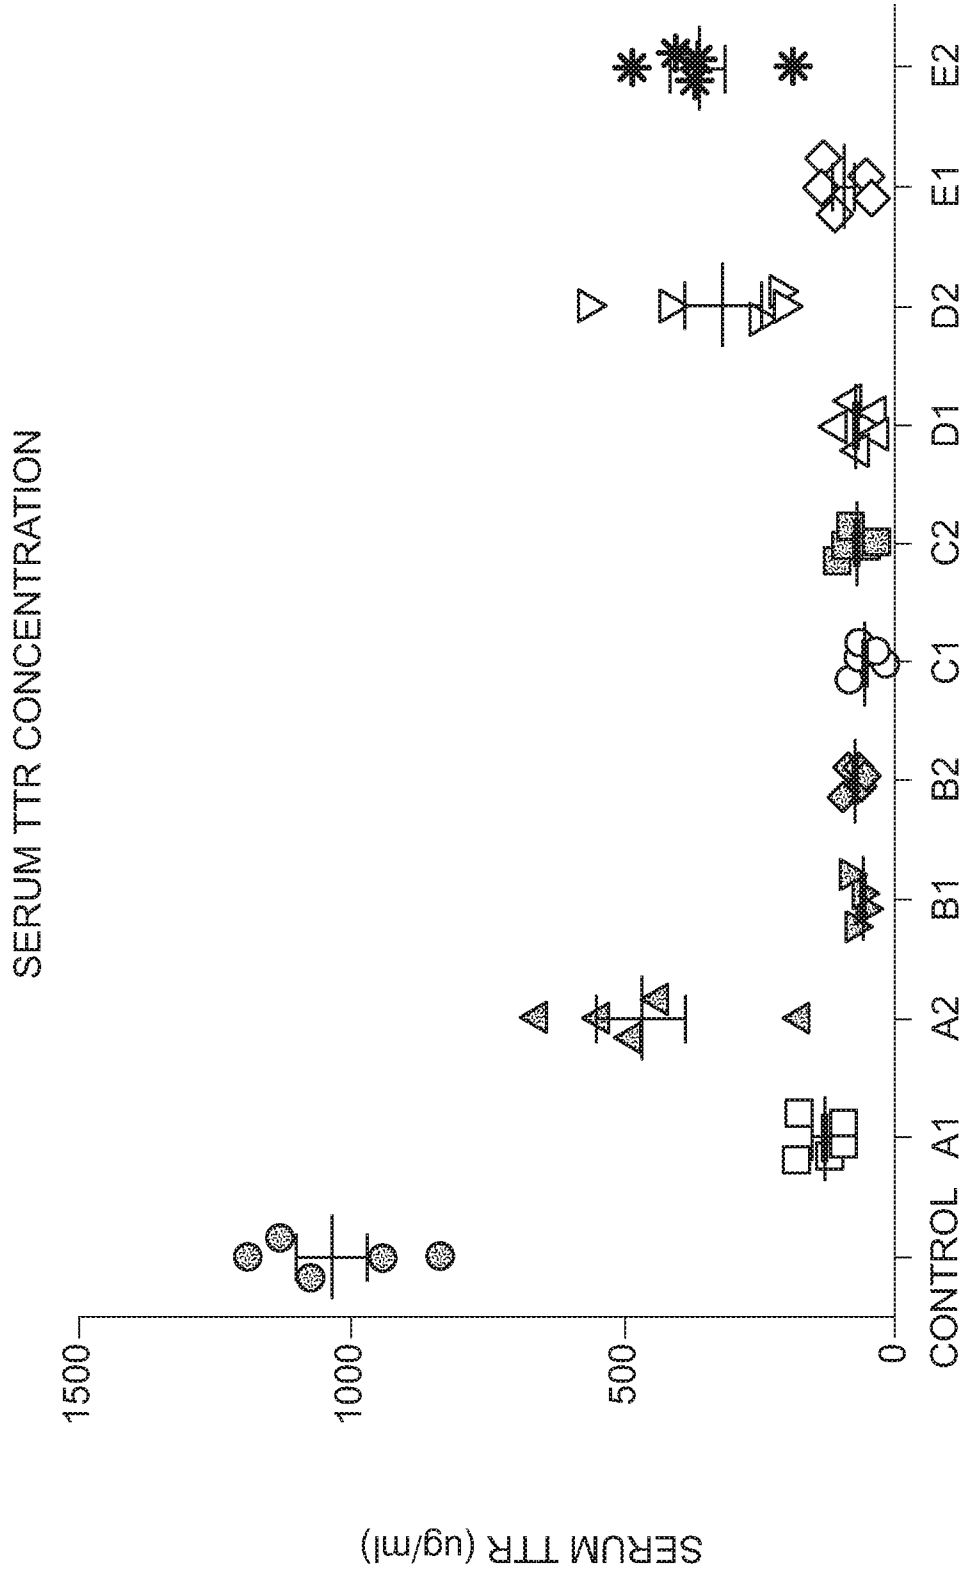 SERUM TTR CONCENTRATION
SERUM TTR (ug/ml)
1500
1000
500
0
CONTROL A1 A2 B1 B2 C1 C2 D1 D2 E1 E2